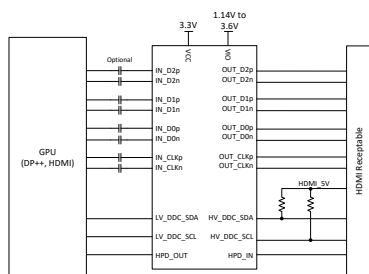 3.3V
1.14V to
3.6V
VCC
VIO
Optional
IN_D2p
IN_D2n
IN_D1p
IN_D1n
IN_D0p
IN_D0n
IN_CLKp
IN_CLKn
LV_DDC_SDA
LV_DDC_SCL
HPD_OUT
OUT_D2p
OUT_D2n
OUT_D1p
OUT_D1n
OUT_D0p
OUT_D0n
OUT_CLKp
OUT_CLKn
HV_DDC_SDA
HV_DDC_SCL
HPD_IN
GPU
(DP++, HDMI)
HDMI_5V
HDMI Receptable